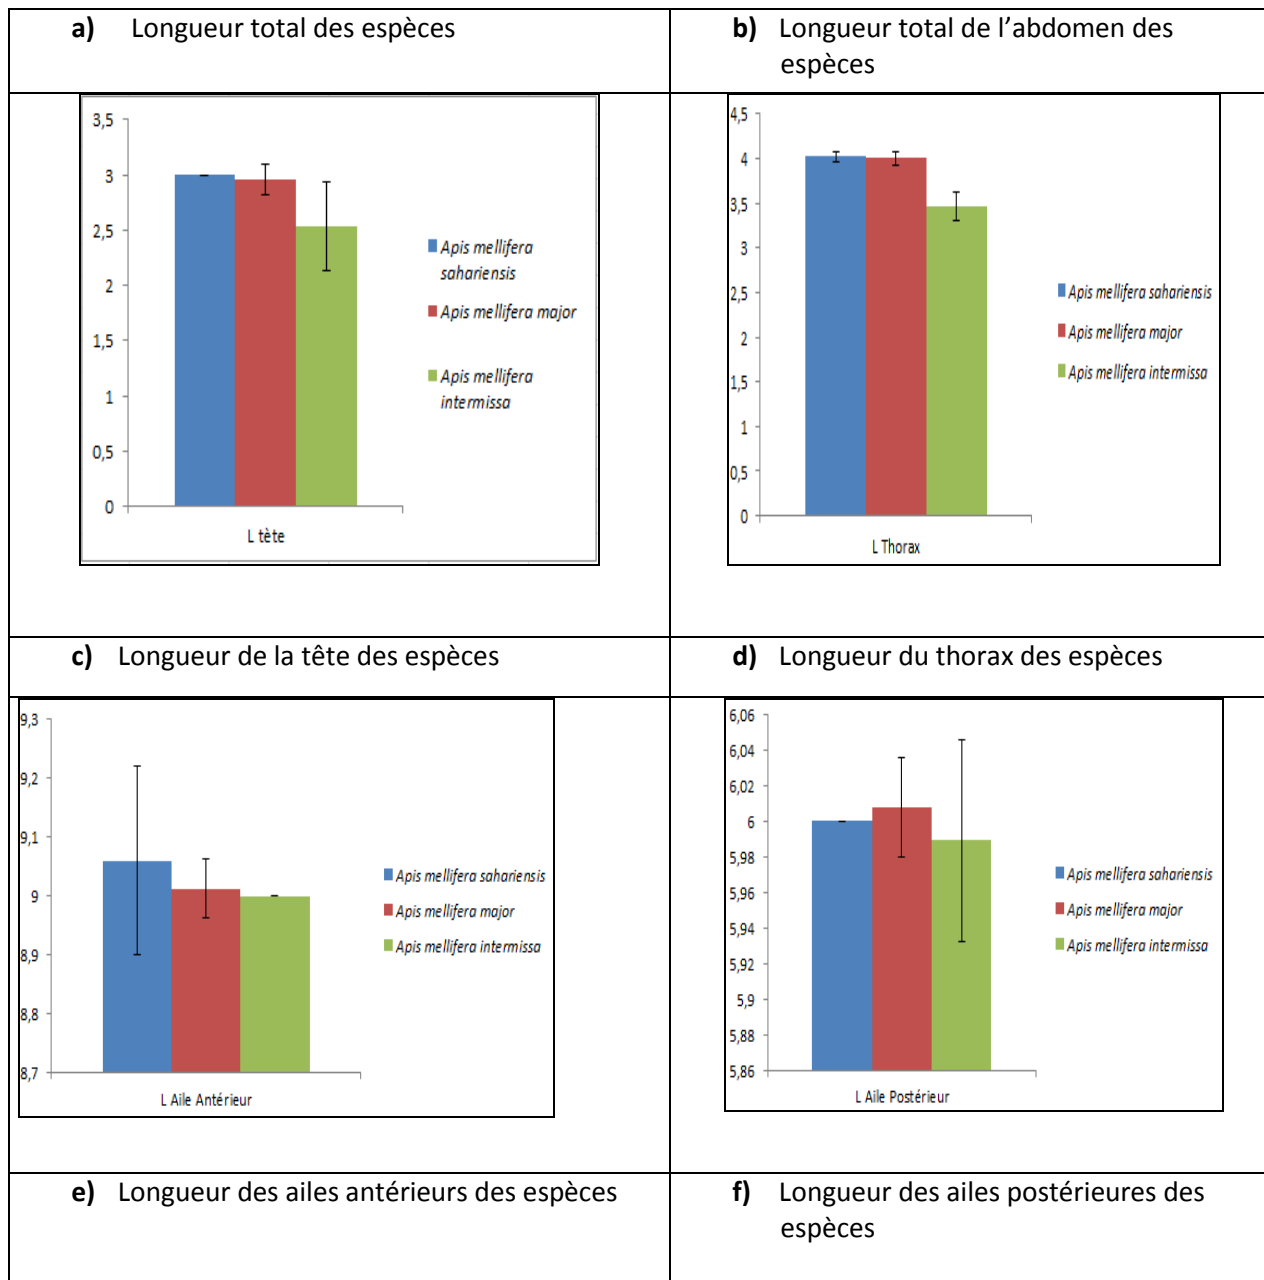 a) Longueur total des espèces
b) Longueur total de l’abdomen des
espèces
3,5
3
2,5
2
1,5
1
0,5
0
L tète
Apis mellifera
sahariensis
Apis mellifera major
Apis mellifera
intermissa
4,5
4
3,5
3
2,5
2
1,5
1
0,5
0
L Thorax
Apis mellifera sahariensis
Apis mellifera major
Apis mellifera intermissa
c) Longueur de la tête des espèces
d) Longueur du thorax des espèces
9,3
9,2
9,1
9
8,9
8,8
8,7
L Aile Antérieur
Apis mellifera sahariensis
Apis mellifera major
Apis mellifera intermissa
6,06
6,04
6,02
6
5,98
5,96
5,94
5,92
5,9
5,88
5,86
L Aile Postérieur
Apis mellifera sahariensis
Apis mellifera major
Apis mellifera intermissa
e) Longueur des ailes antérieurs des espèces
f) Longueur des ailes postérieures des
espèces